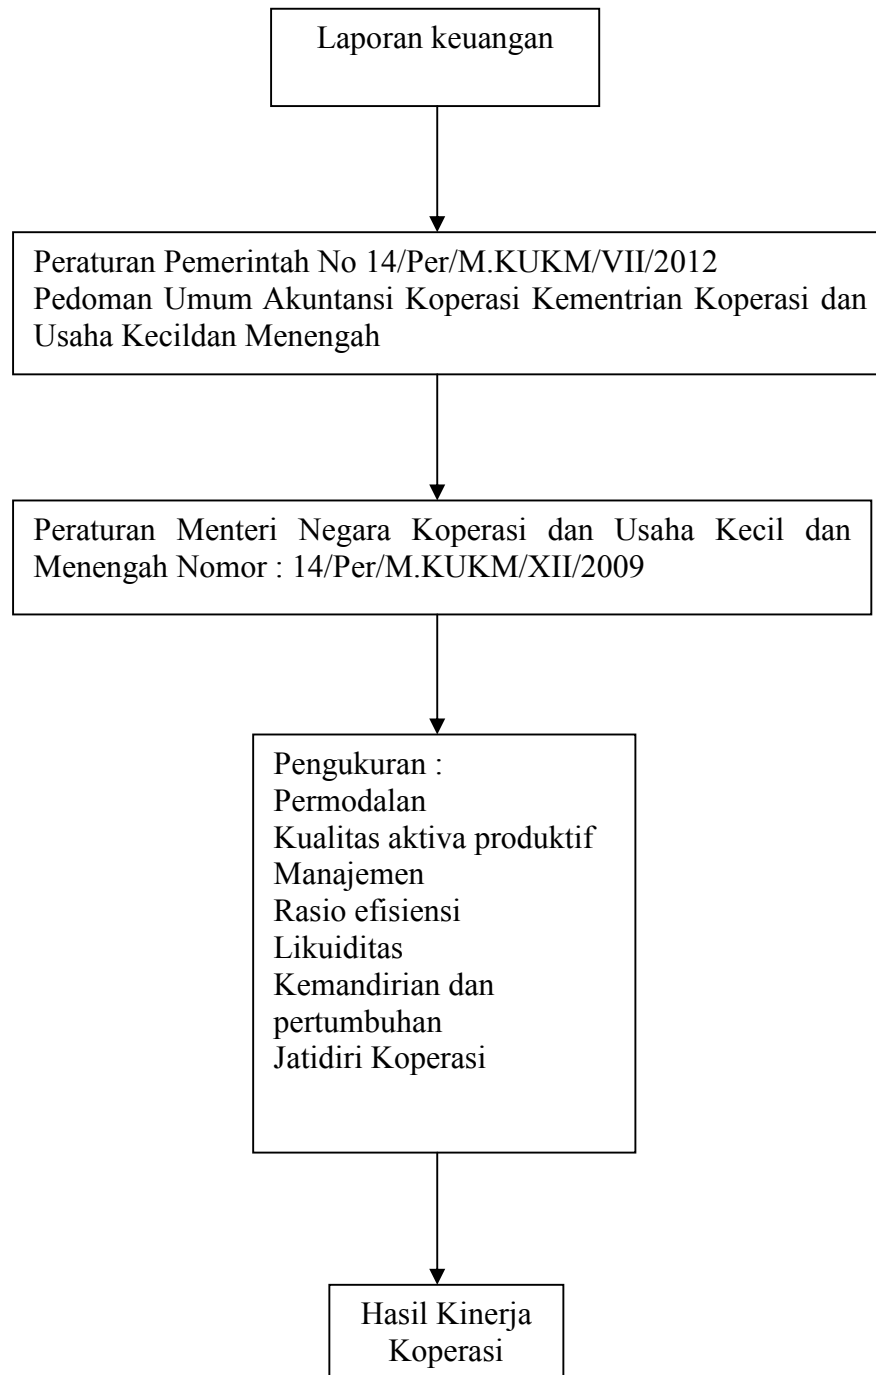 Laporan keuangan
Peraturan Pemerintah No 14/Per/M.KUKM/VII/2012
Pedoman Umum Akuntansi Koperasi Kementrian Koperasi dan
Usaha Kecildan Menengah
Peraturan Menteri Negara Koperasi dan Usaha Kecil dan
Menengah Nomor : 14/Per/M.KUKM/XII/2009
Pengukuran :
Permodalan
Kualitas aktiva produktif
Manajemen
Rasio efisiensi
Likuiditas
Kemandirian dan
pertumbuhan
Jatidiri Koperasi
Hasil Kinerja
Koperasi